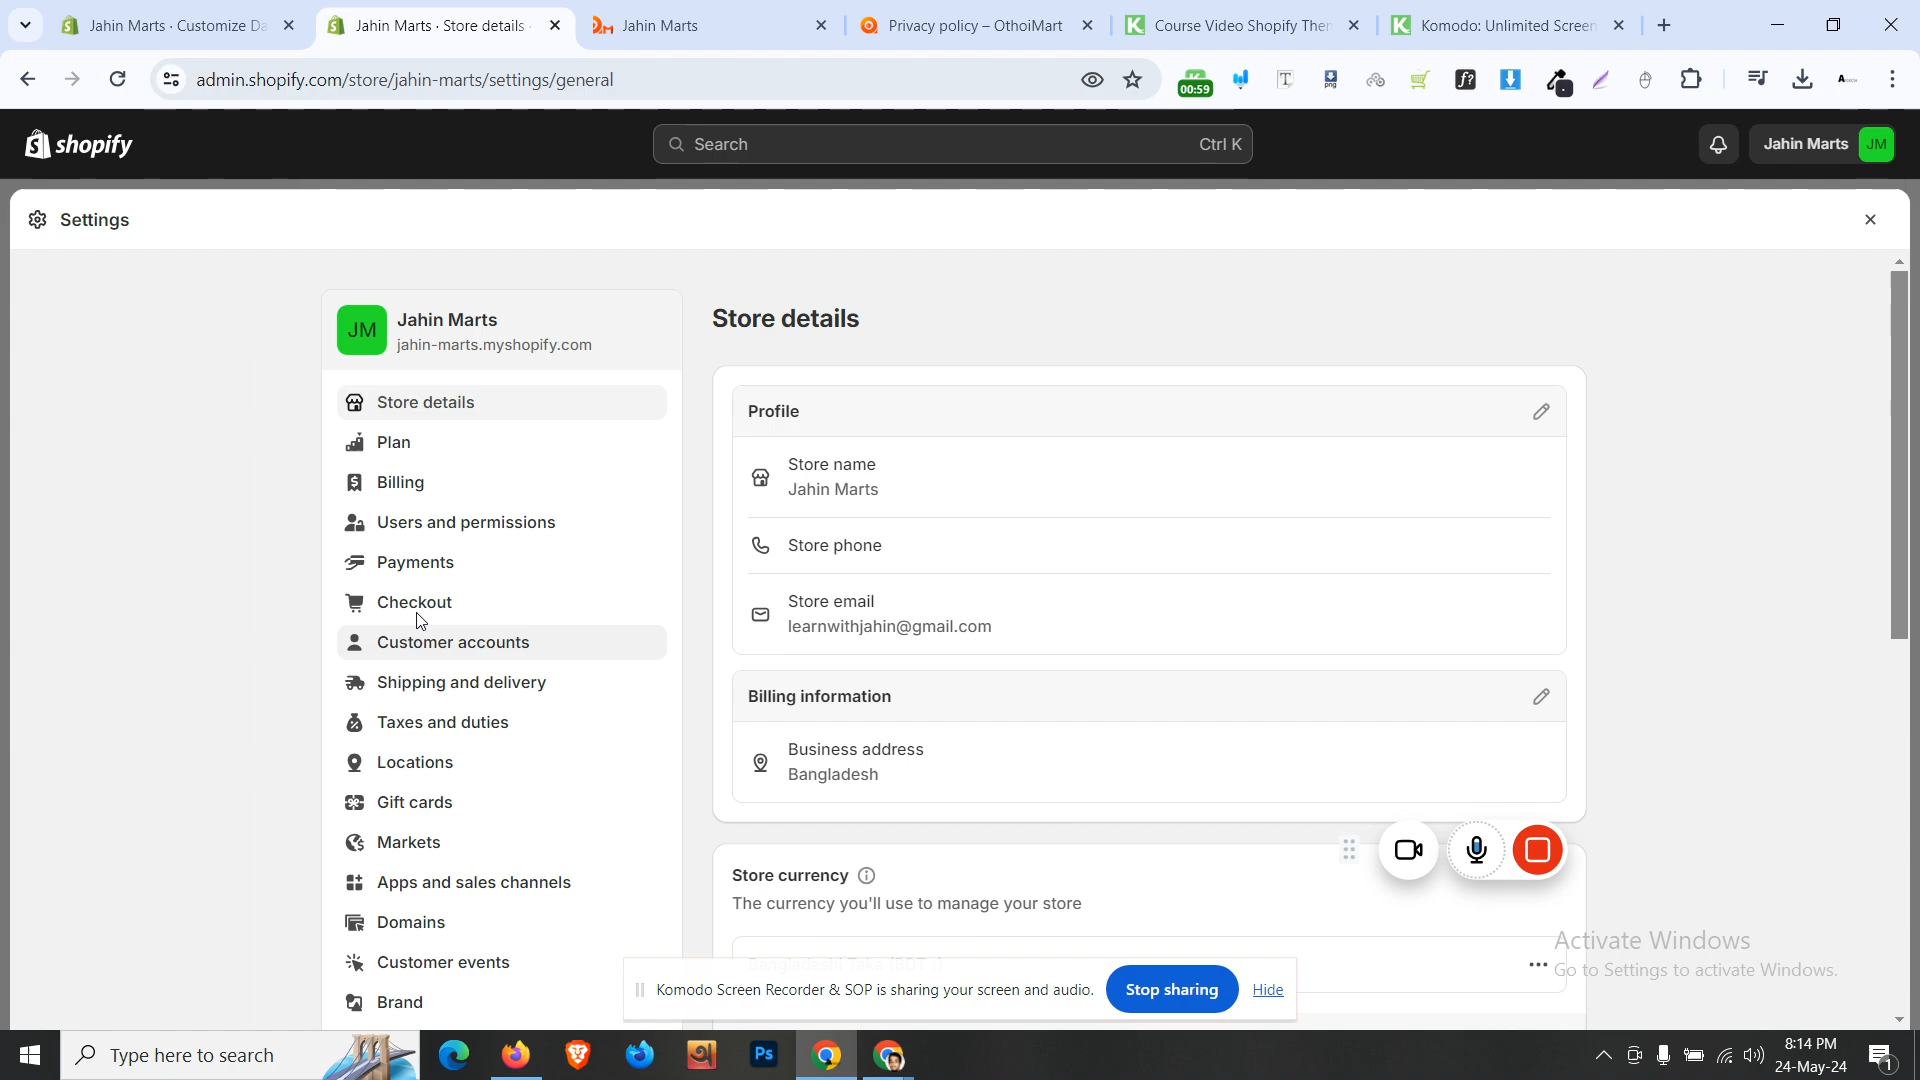 Jahin Marts · Customize Da
Jahin Marts · Store details ·
Jahin Marts
Privacy policy – OthoiMart
Course Video Shopify Then
Komodo: Unlimited Screen
admin.shopify.com/store/jahin-marts/settings/general
00:59
f?
shopify
Search
Ctrl K
Jahin Marts
JM
Settings
JM
Jahin Marts
jahin-marts.myshopify.com
Store details
Plan
Billing
Users and permissions
Payments
Checkout
Customer accounts
Shipping and delivery
Taxes and duties
Locations
Gift cards
Markets
Apps and sales channels
Domains
Customer events
Brand
Store details
Profile
Store name
Jahin Marts
Store phone
Store email
learnwithjahin@gmail.com
Billing information
Business address
Bangladesh
Store currency
The currency you'll use to manage your store
Activate Windows
Go to Settings to activate Windows.
Komodo Screen Recorder & SOP is sharing your screen and audio.
Stop sharing
Hide
Type here to search
Ps
8:14 PM
24-May-24
1